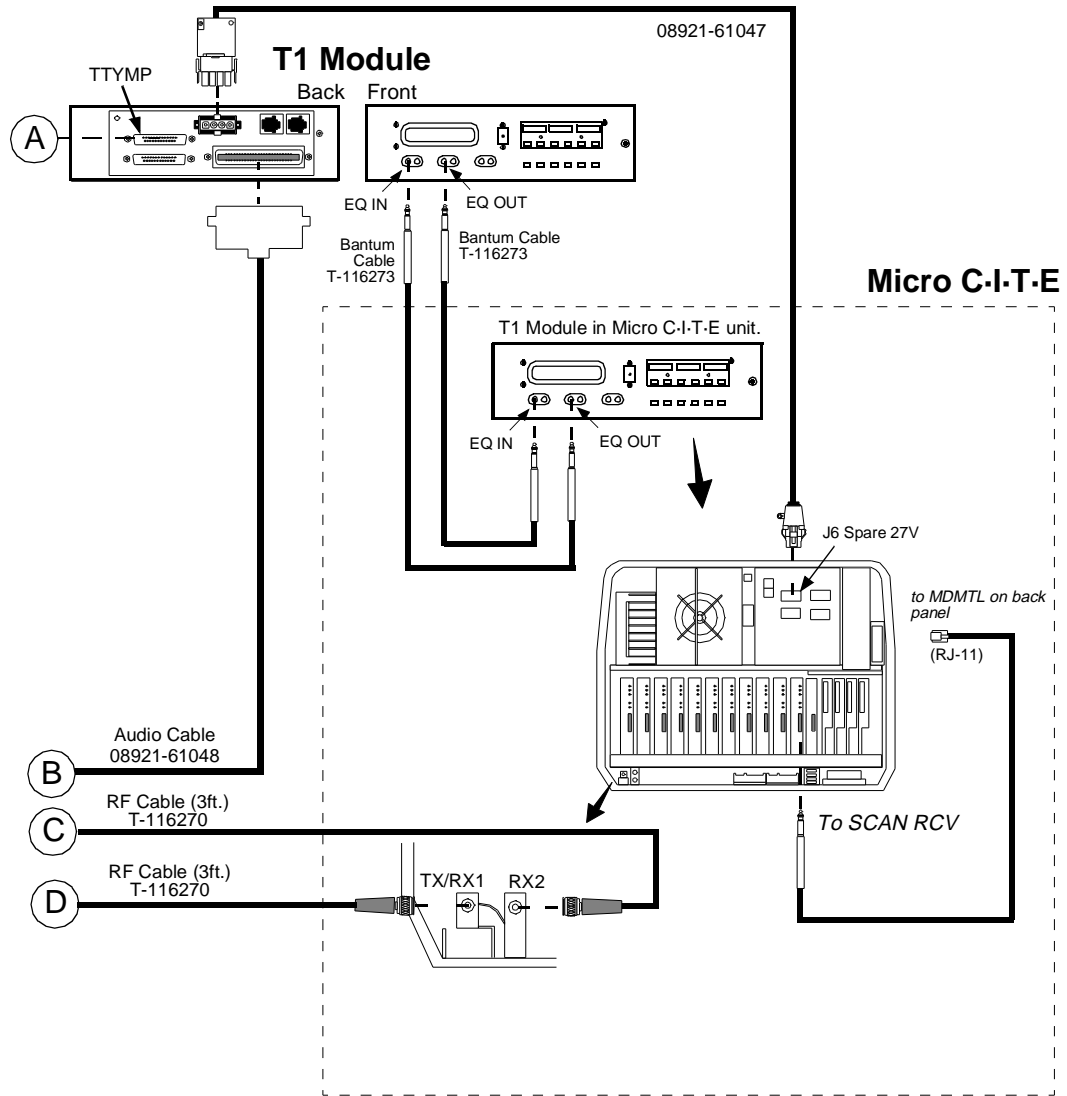 08921-61047
T1 Module
TTYMP
Back Front
A
EQ IN
EQ OUT
Bantum
Cable
T-116273
Bantum Cable
T-116273
Micro C·I·T·E
T1 Module in Micro C·I·T·E unit.
EQ IN
EQ OUT
J6 Spare 27V
to MDMTL on back
panel
(RJ-11)
Audio Cable
08921-61048
B
RF Cable (3ft.)
T-116270
C
To SCAN RCV
RF Cable (3ft.)
T-116270
D
TX/RX1
RX2